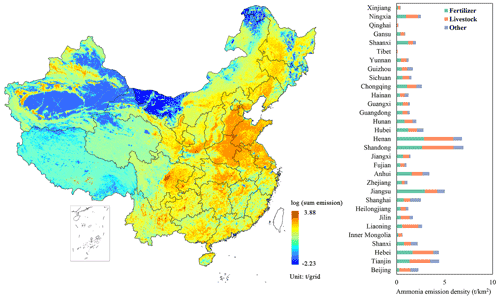 log (sum emission)
3.88
-2.23
Unit: t/grid
Fertilizer
Livestock
Other
Xinjiang
Ningxia
Qinghai
Gansu
Shaanxi
Tibet
Yunnan
Guizhou
Sichuan
Chongqing
Hainan
Guangxi
Guangdong
Hunan
Hubei
Henan
Shandong
Jiangxi
Fujian
Anhui
Zhejiang
Jiangsu
Shanghai
Heilongjiang
Jilin
Liaoning
Inner Mongolia
Shanxi
Hebei
Tianjin
Beijing
0 5 10
Ammonia emission density (t/km²)